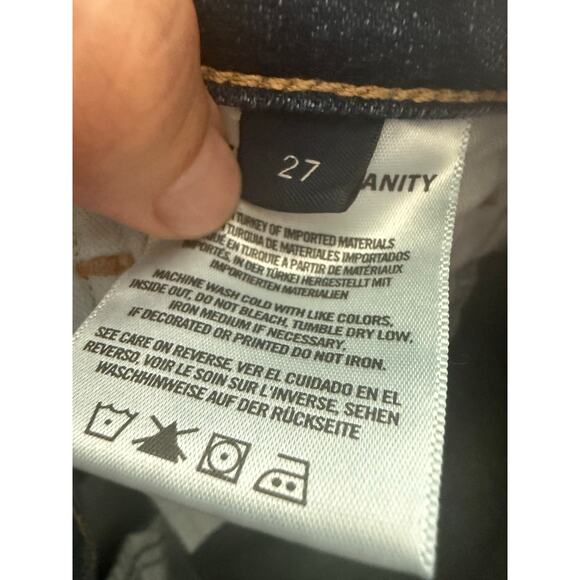 27
ANITY
TURKEY OF IMPORTED MATERIALS
TURQUIA DE MATERIALES IMPORTADOS
EN TURQUIE A PARTIR DE MATÉRIAUX
IMPORTÉS, IN DER TÜRKEI HERGESTELLT MIT
IMPORTIERTEN MATERIALIEN
MACHINE WASH COLD WITH LIKE COLORS,
INSIDE OUT, DO NOT BLEACH, TUMBLE DRY LOW,
IRON MEDIUM IF NECESSARY.
IF DECORATED OR PRINTED DO NOT IRON.
SEE CARE ON REVERSE, VER EL CUIDADO EN EL
REVERSO, VOIR LE SOIN SUR L'INVERSE, SEHEN
WASCHHINWEISE AUF DER RÜCKSEITE